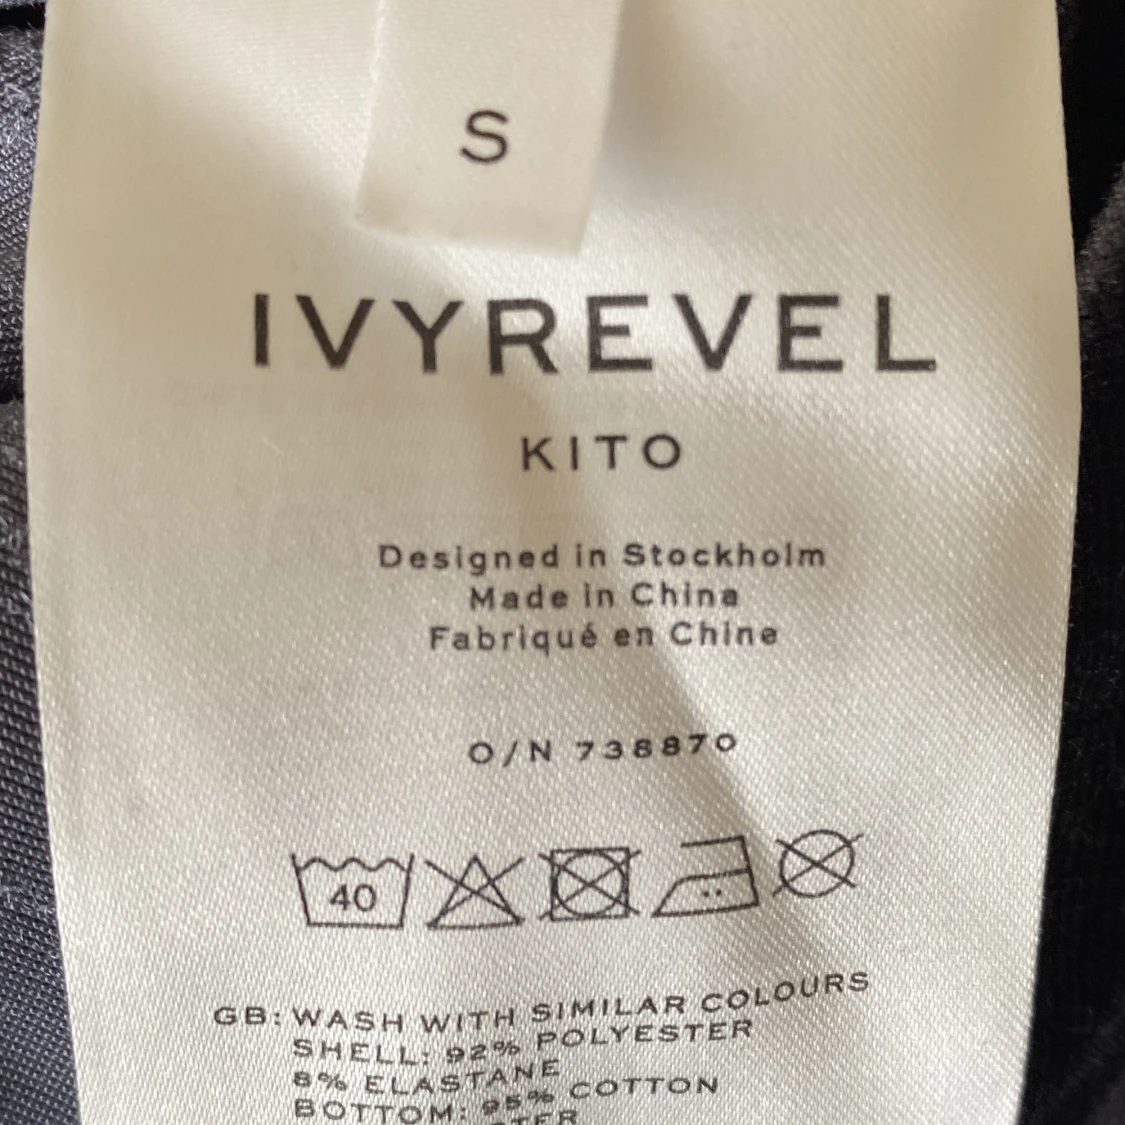 S
IVYREVEL
KITO
Designed in Stockholm
Made in China
Fabriqué en Chine
O/N 738870
40
GB: WASH WITH SIMILAR COLOURS
SHELL: 92% POLYESTER
8% ELASTANE
BOTTOM: 95% COTTON